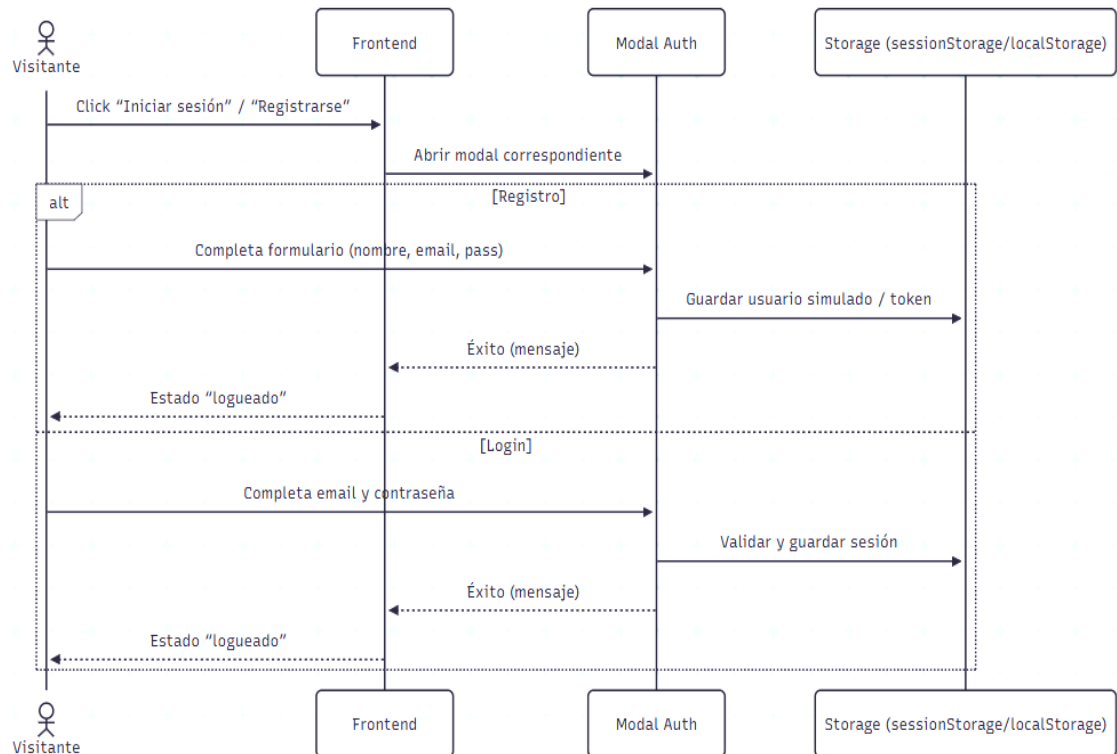 Visitante
Frontend
Modal Auth
Storage (sessionStorage/localStorage)
Click “Iniciar sesión” / “Registrarse”
Abrir modal correspondiente
alt
[Registro]
Completa formulario (nombre, email, pass)
Guardar usuario simulado / token
Éxito (mensaje)
Estado “logueado”
[Login]
Completa email y contraseña
Validar y guardar sesión
Éxito (mensaje)
Estado “logueado”
Visitante
Frontend
Modal Auth
Storage (sessionStorage/localStorage)